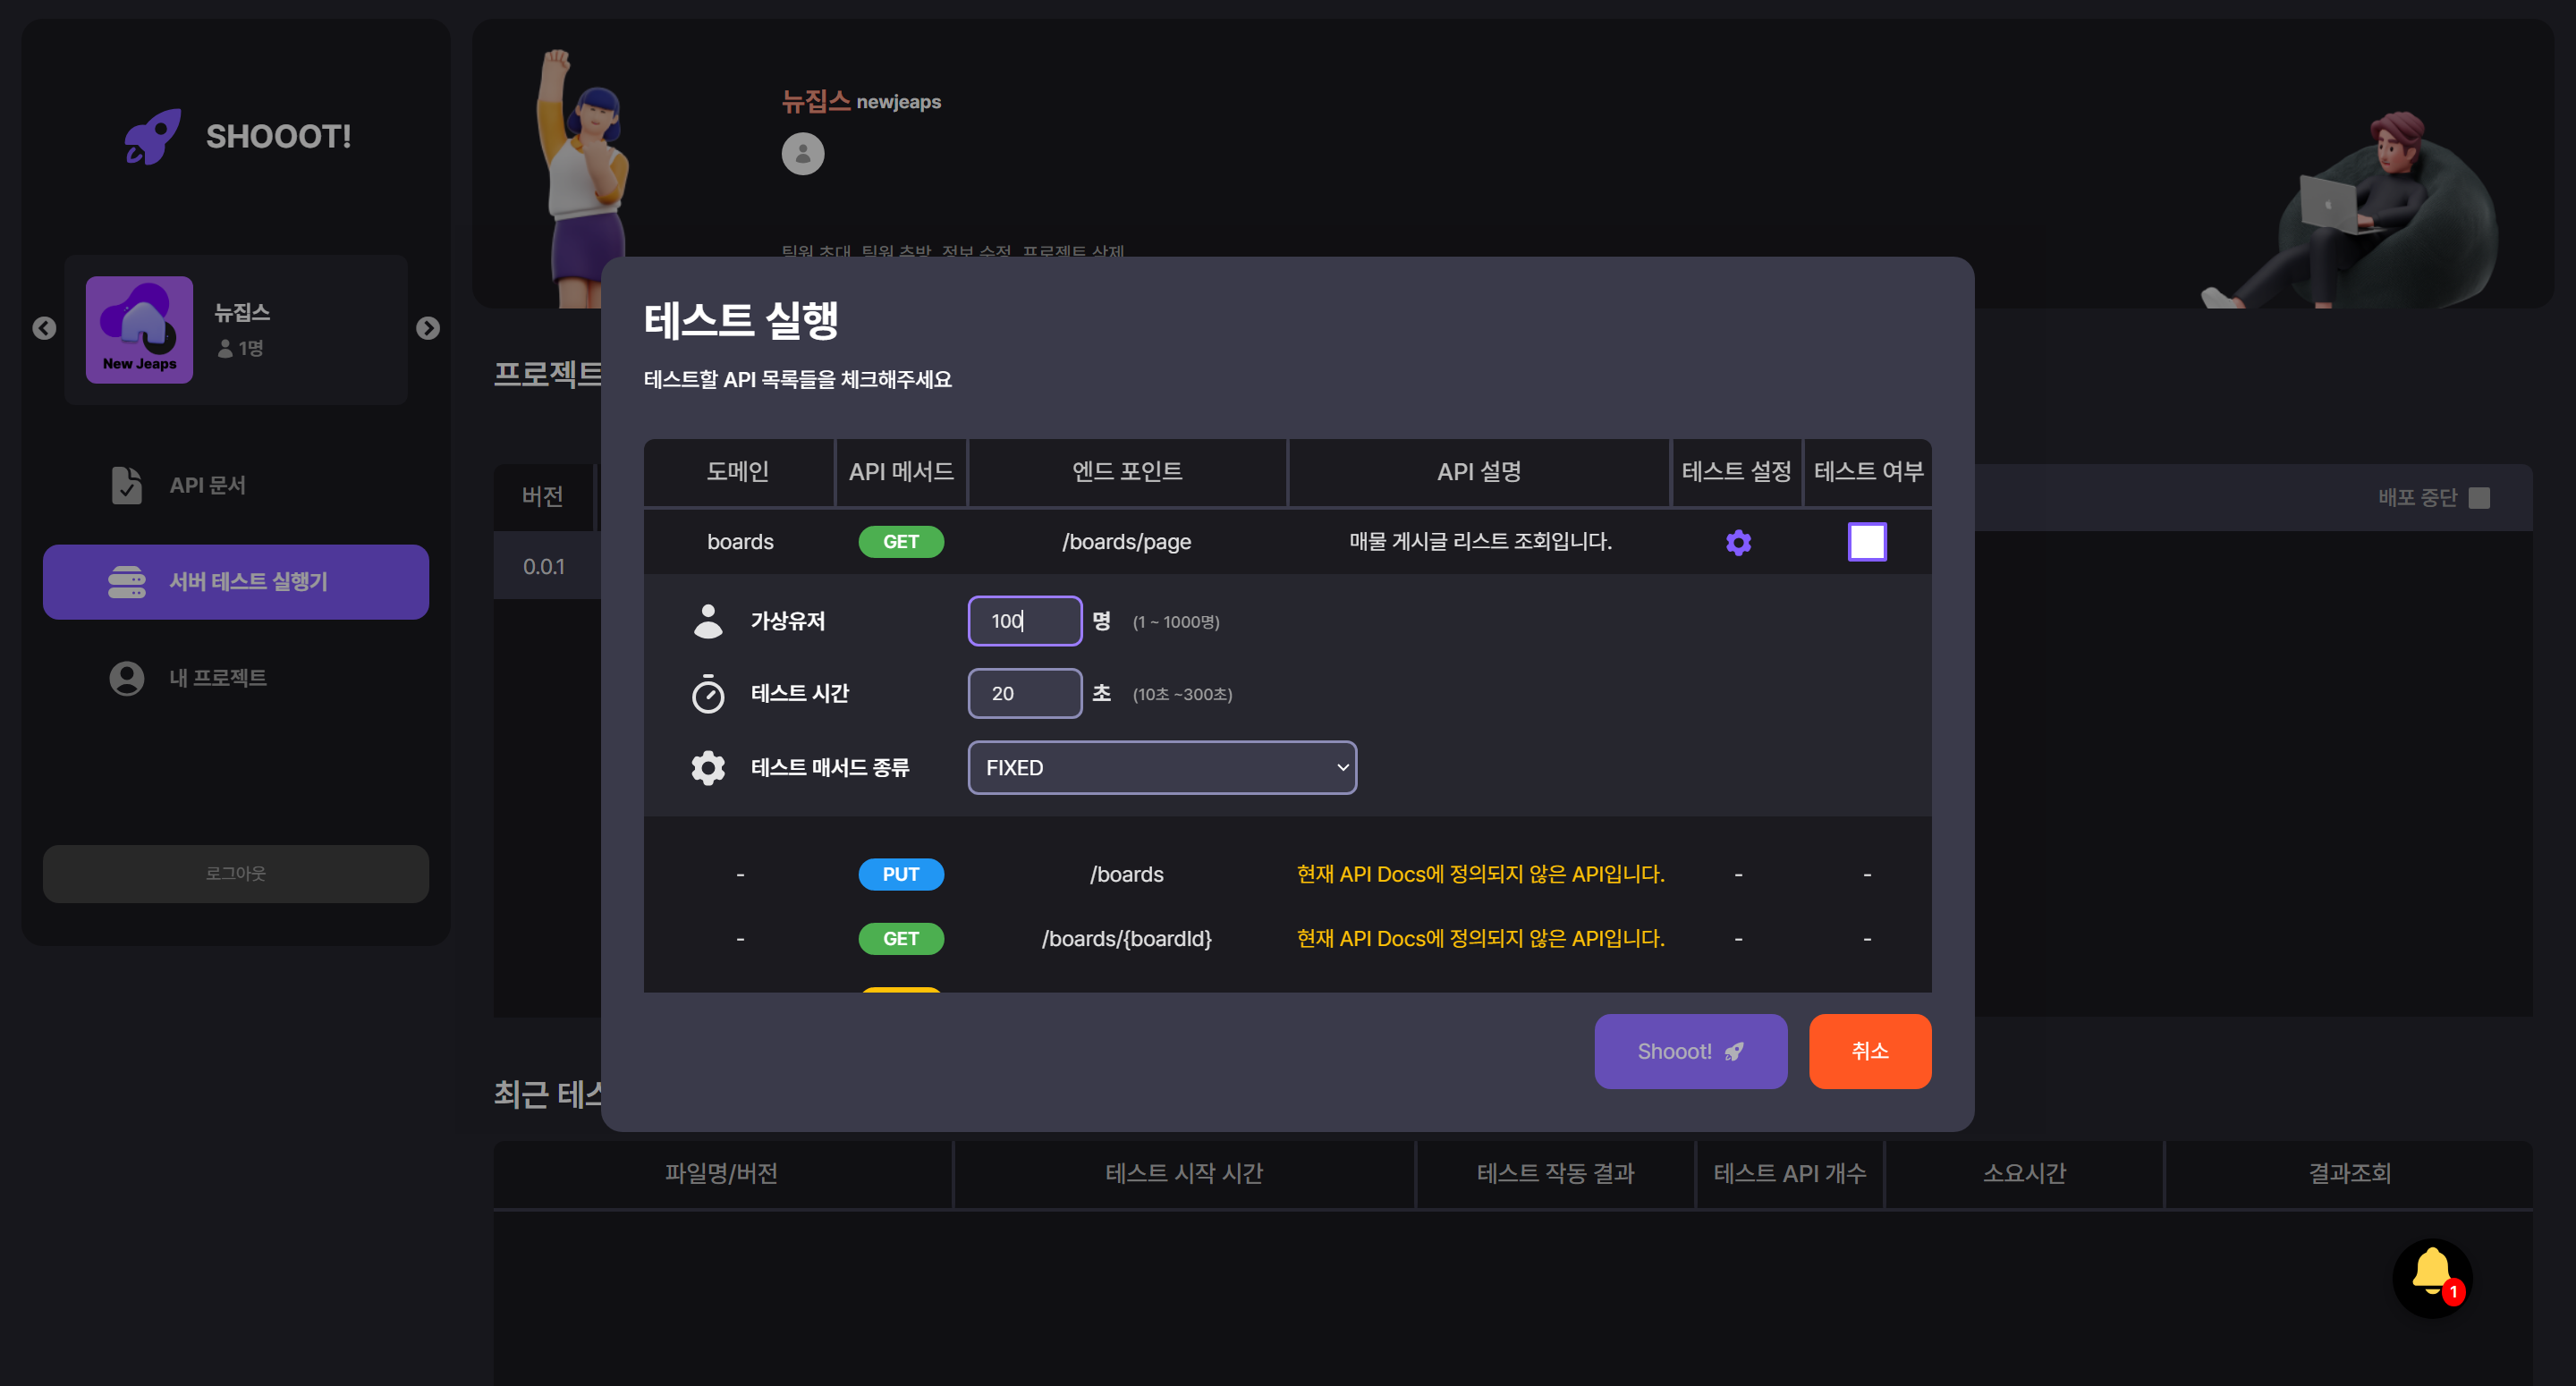 SHOOOT!
New Jeaps
뉴집스
1명
API 문서
서버 테스트 실행기
내 프로젝트
로그아웃
뉴집스 newjeaps
팀원 초대 팀원 추방 정보 수정 프로젝트 삭제
프로젝트
버전
배포 중단
0.0.1
테스트 실행
테스트할 API 목록들을 체크해주세요
도메인 API 메서드 엔드 포인트 API 설명 테스트 설정 테스트 여부
boards GET /boards/page 매물 게시글 리스트 조회입니다.
가상유저 100 명 (1 ~ 1000명)
테스트 시간 20 초 (10초 ~300초)
테스트 매서드 종류 FIXED
- PUT /boards 현재 API Docs에 정의되지 않은 API입니다. - -
- GET /boards/{boardId} 현재 API Docs에 정의되지 않은 API입니다. - -
Shooot! 취소
최근 테스
파일명/버전 테스트 시작 시간 테스트 작동 결과 테스트 API 개수 소요시간 결과조회
1